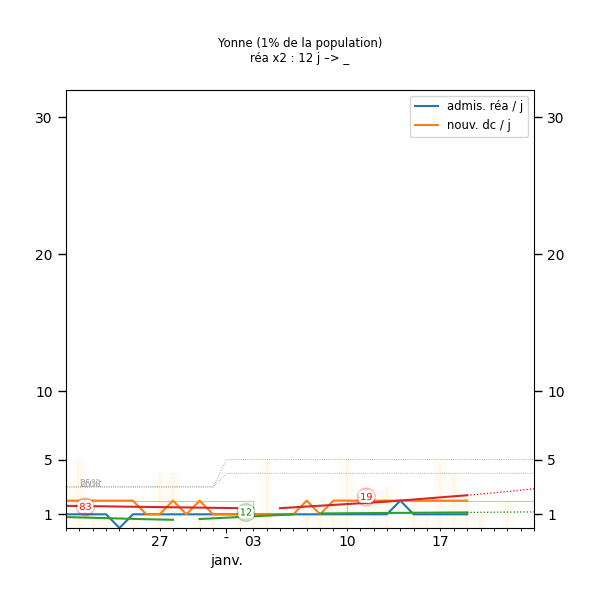 Yonne (1% de la population)
réa x2 : 12 j –> _
admis. réa / j
nouv. dc / j
30 30
20 20
10 10
5 5
83
19
12
1 1
27 - 03 10 17
janv.